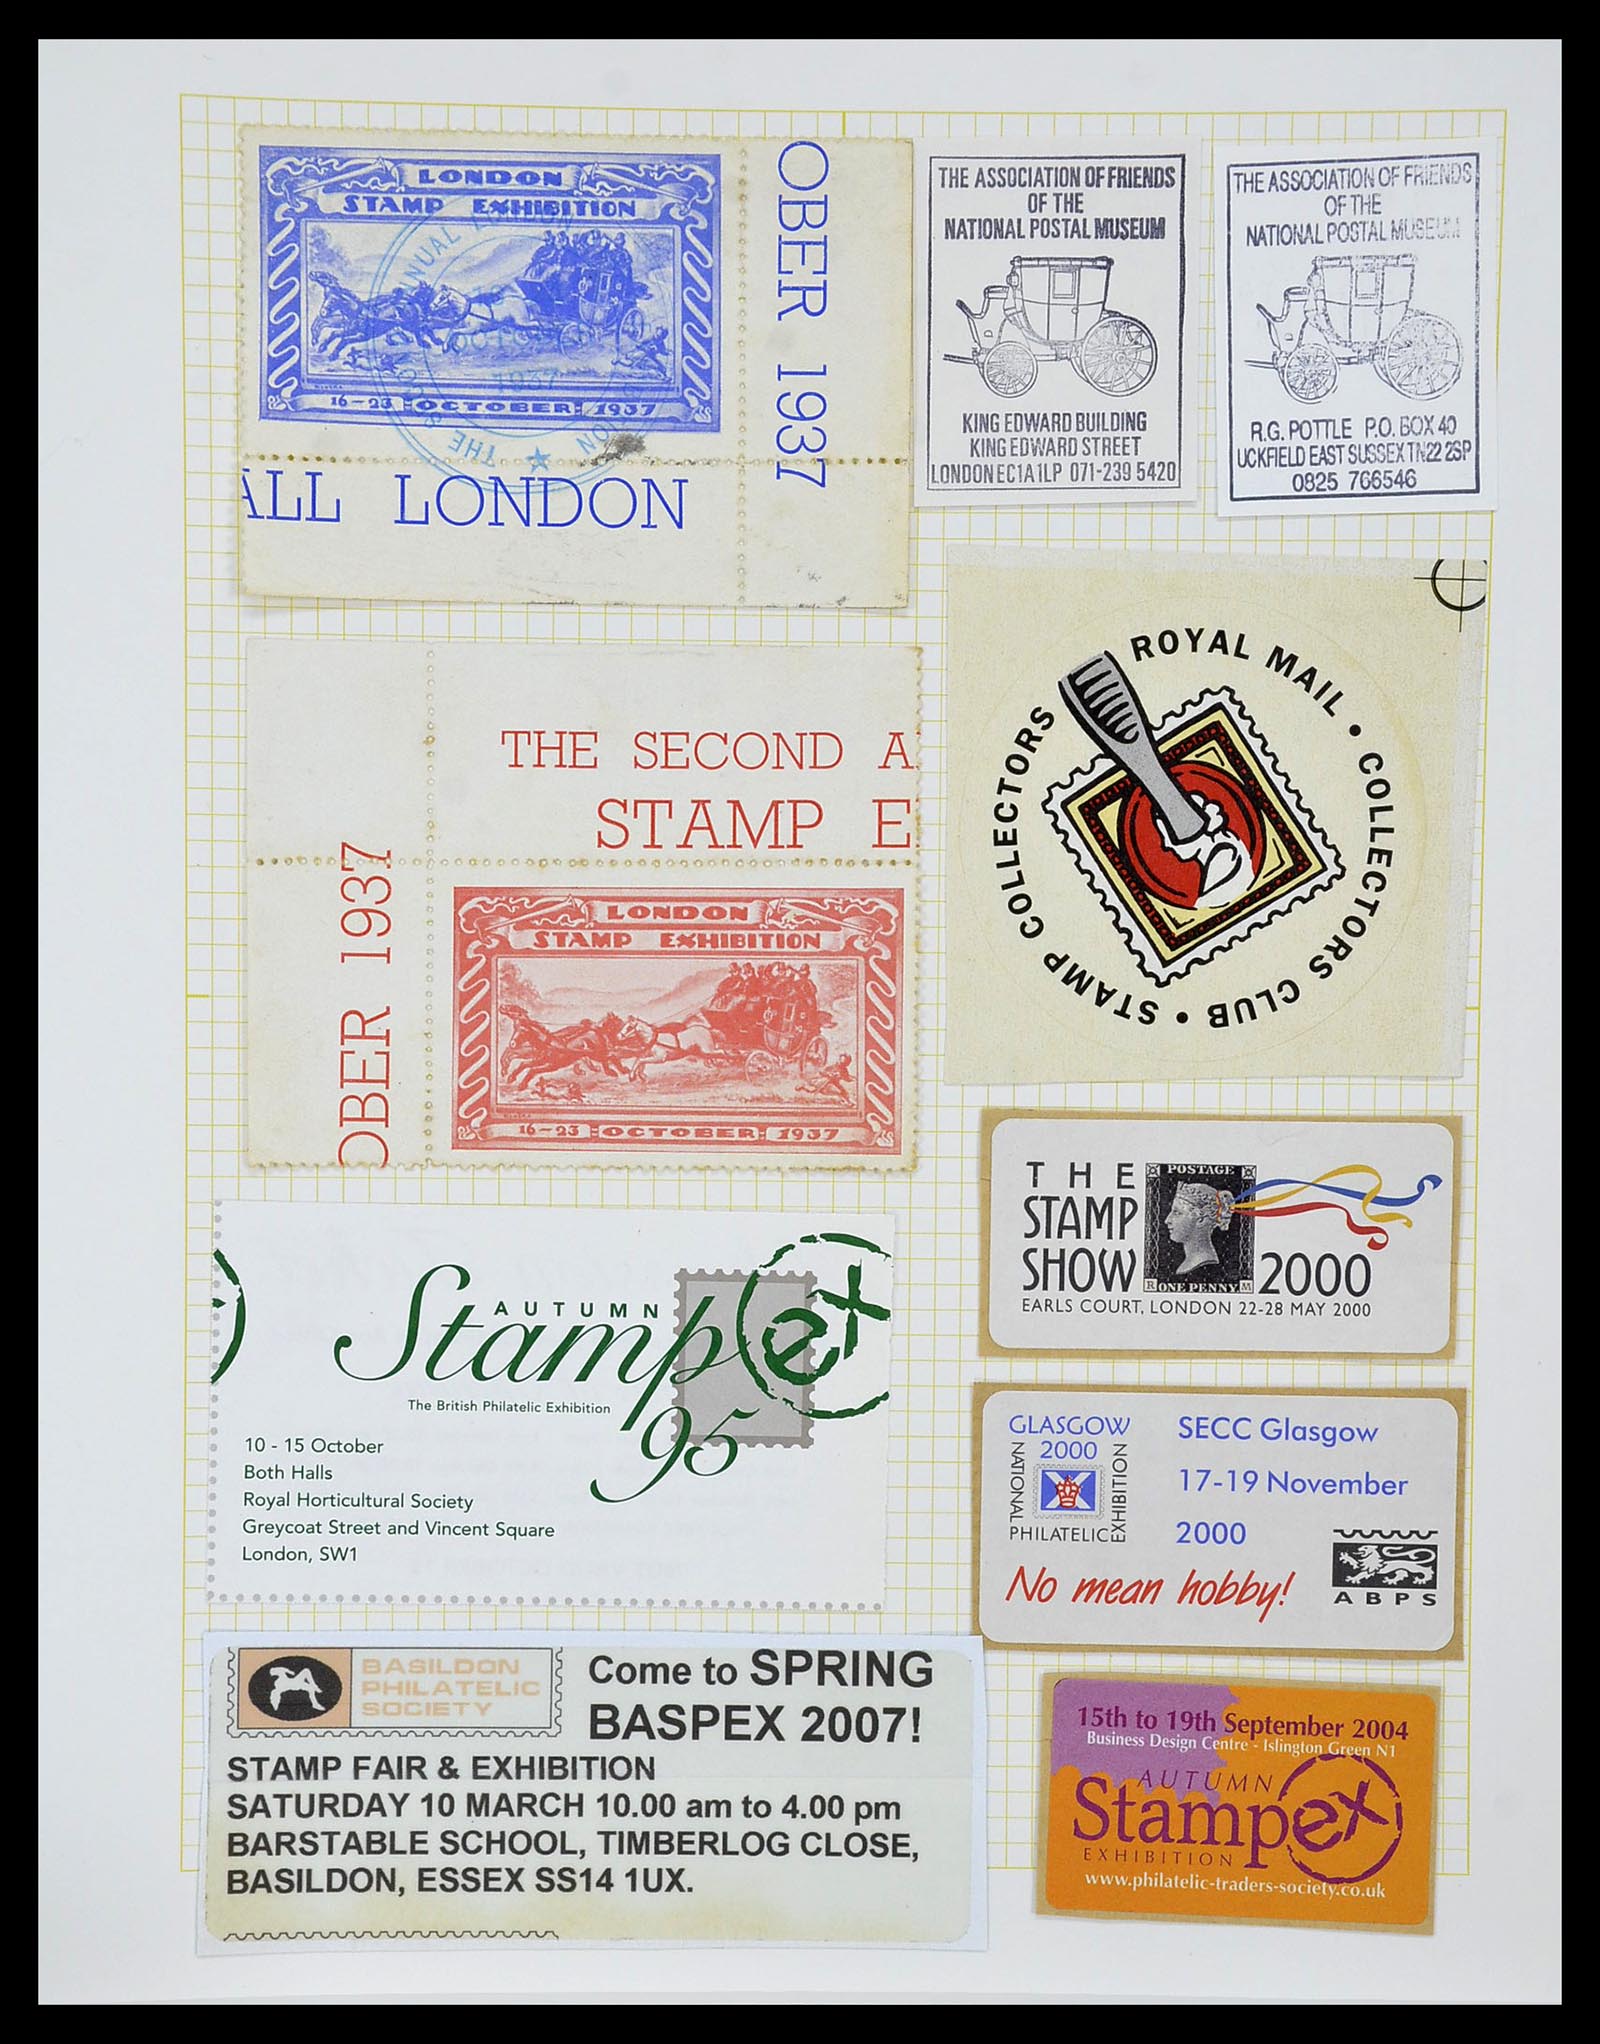 LONDON
STAMP EXHIBITION
16-23 OCTOBER 1937
NNUAL
OCTOBER
1937
THE
OBER 1937
ALL LONDON
THE ASSOCIATION OF FRIENDS
OF THE
NATIONAL POSTAL MUSEUM
KING EDWARD BUILDING
KING EDWARD STREET
LONDON EC1A 1LP 071-239 5420
THE ASSOCIATION OF FRIENDS
OF THE
NATIONAL POSTAL MUSEUM
R.G. POTTLE P.O. BOX 40
UCKFIELD EAST SUSSEX TN22 2SP
0825 766546
THE SECOND A
STAMP E
OBER 1937
LONDON
STAMP EXHIBITION
16-23 OCTOBER 1937
ROYAL MAIL • COLLECTORS CLUB • STAMP COLLECTORS
THE
STAMP
SHOW 2000
POSTAGE
R ONE PENNY M
EARLS COURT, LONDON 22-28 MAY 2000
AUTUMN
Stampex
The British Philatelic Exhibition
95
10 - 15 October
Both Halls
Royal Horticultural Society
Greycoat Street and Vincent Square
London, SW1
GLASGOW
2000
NATIONAL
PHILATELIC
EXHIBITION
SECC Glasgow
17-19 November
2000
No mean hobby!
ABPS
BASILDON
PHILATELIC
SOCIETY
Come to SPRING
BASPEX 2007!
STAMP FAIR & EXHIBITION
SATURDAY 10 MARCH 10.00 am to 4.00 pm
BARSTABLE SCHOOL, TIMBERLOG CLOSE,
BASILDON, ESSEX SS14 1UX.
15th to 19th September 2004
Business Design Centre - Islington Green N1
AUTUMN
Stampex
EXHIBITION
www.philatelic-traders-society.co.uk